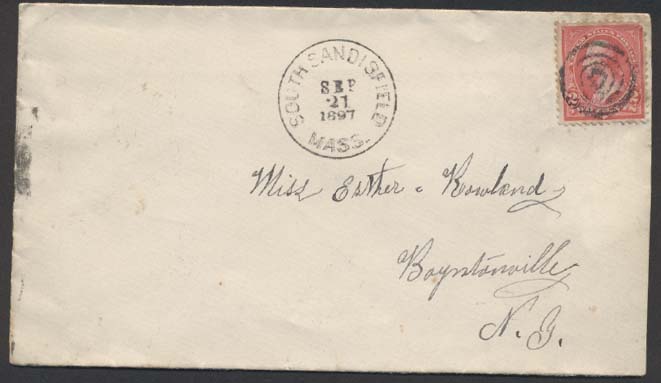 SOUTH SANDISFIELD
SEP
21
1897
MASS.
Miss Esther Rowland
Boyntonville
N. Y.